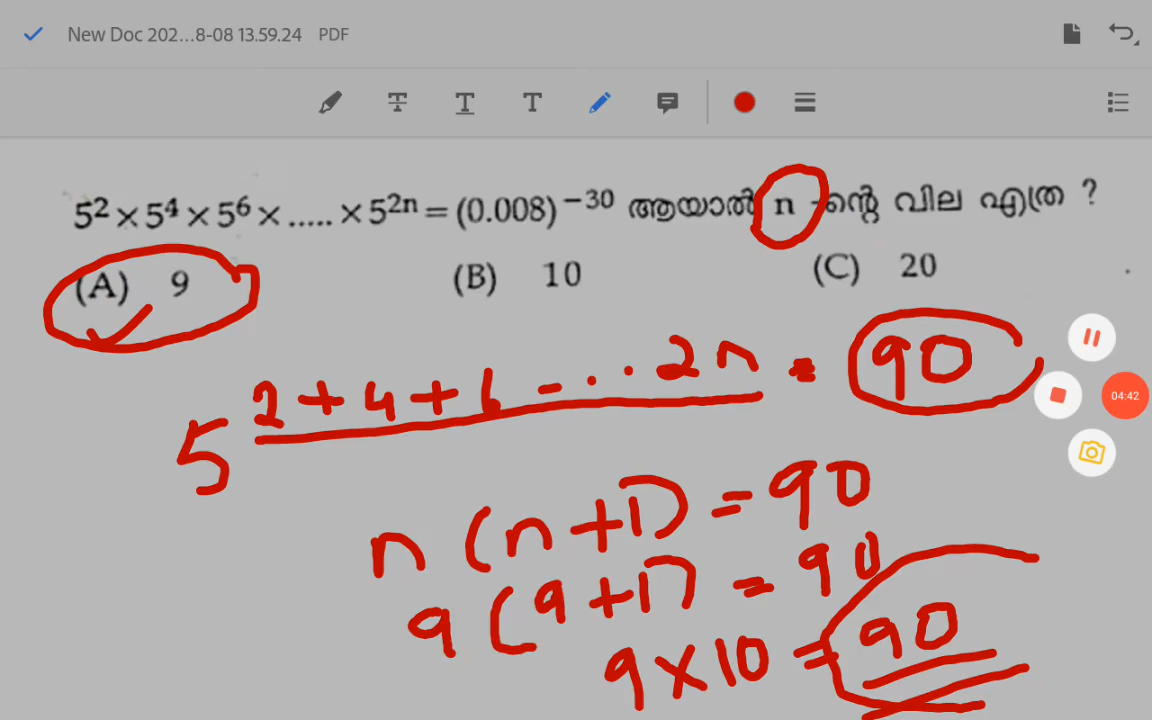 New Doc 202...8-08 13.59.24 PDF
5² × 5⁴ × 5⁶ × ..... × 5²ⁿ = (0.008)⁻³⁰ ആയാൽ n -ന്റെ വില എത്ര ?
(A) 9 (B) 10 (C) 20
5 2+4+6 - . . 2n = 90
n (n+1) = 90
9 (9+1) = 90
9 × 10 = 90
04:42